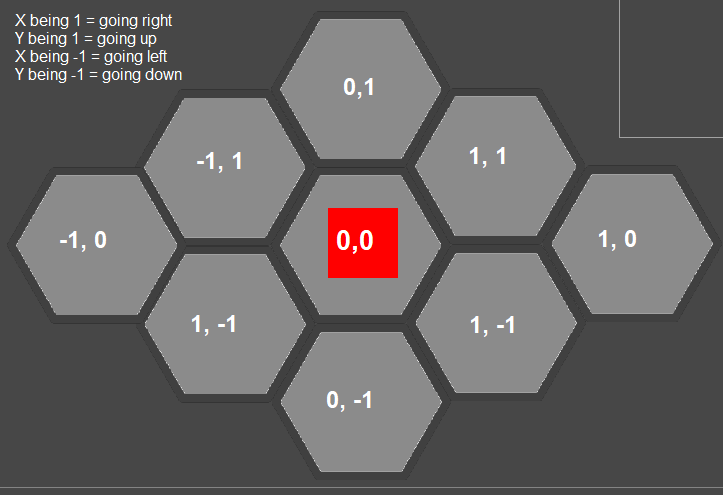 X being 1 = going right
Y being 1 = going up
X being -1 = going left
Y being -1 = going down
0,1
-1, 1
1, 1
-1, 0
0,0
1, 0
1, -1
1, -1
0, -1